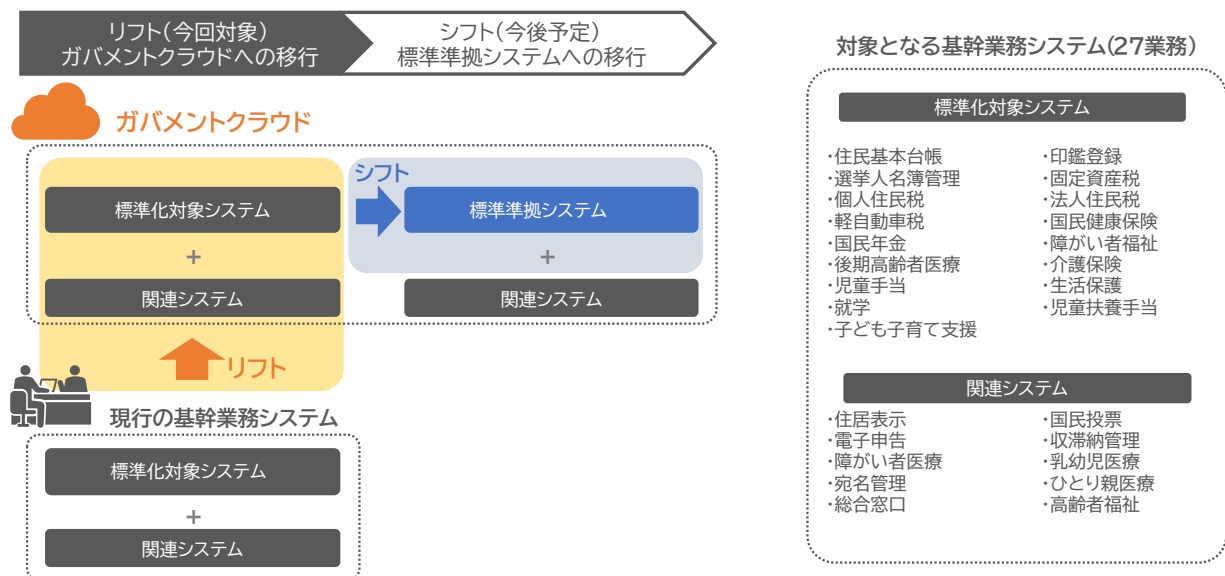 リフト(今回対象)
ガバメントクラウドへの移行
シフト(今後予定)
標準準拠システムへの移行
ガバメントクラウド
標準化対象システム
+
関連システム
シフト
標準準拠システム
+
関連システム
リフト
現行の基幹業務システム
標準化対象システム
+
関連システム
対象となる基幹業務システム(27業務)
標準化対象システム
・住民基本台帳
・選挙人名簿管理
・個人住民税
・軽自動車税
・国民年金
・後期高齢者医療
・児童手当
・就学
・子ども子育て支援
・印鑑登録
・固定資産税
・法人住民税
・国民健康保険
・障がい者福祉
・介護保険
・生活保護
・児童扶養手当
関連システム
・住居表示
・電子申告
・障がい者医療
・宛名管理
・総合窓口
・国民投票
・収滞納管理
・乳幼児医療
・ひとり親医療
・高齢者福祉